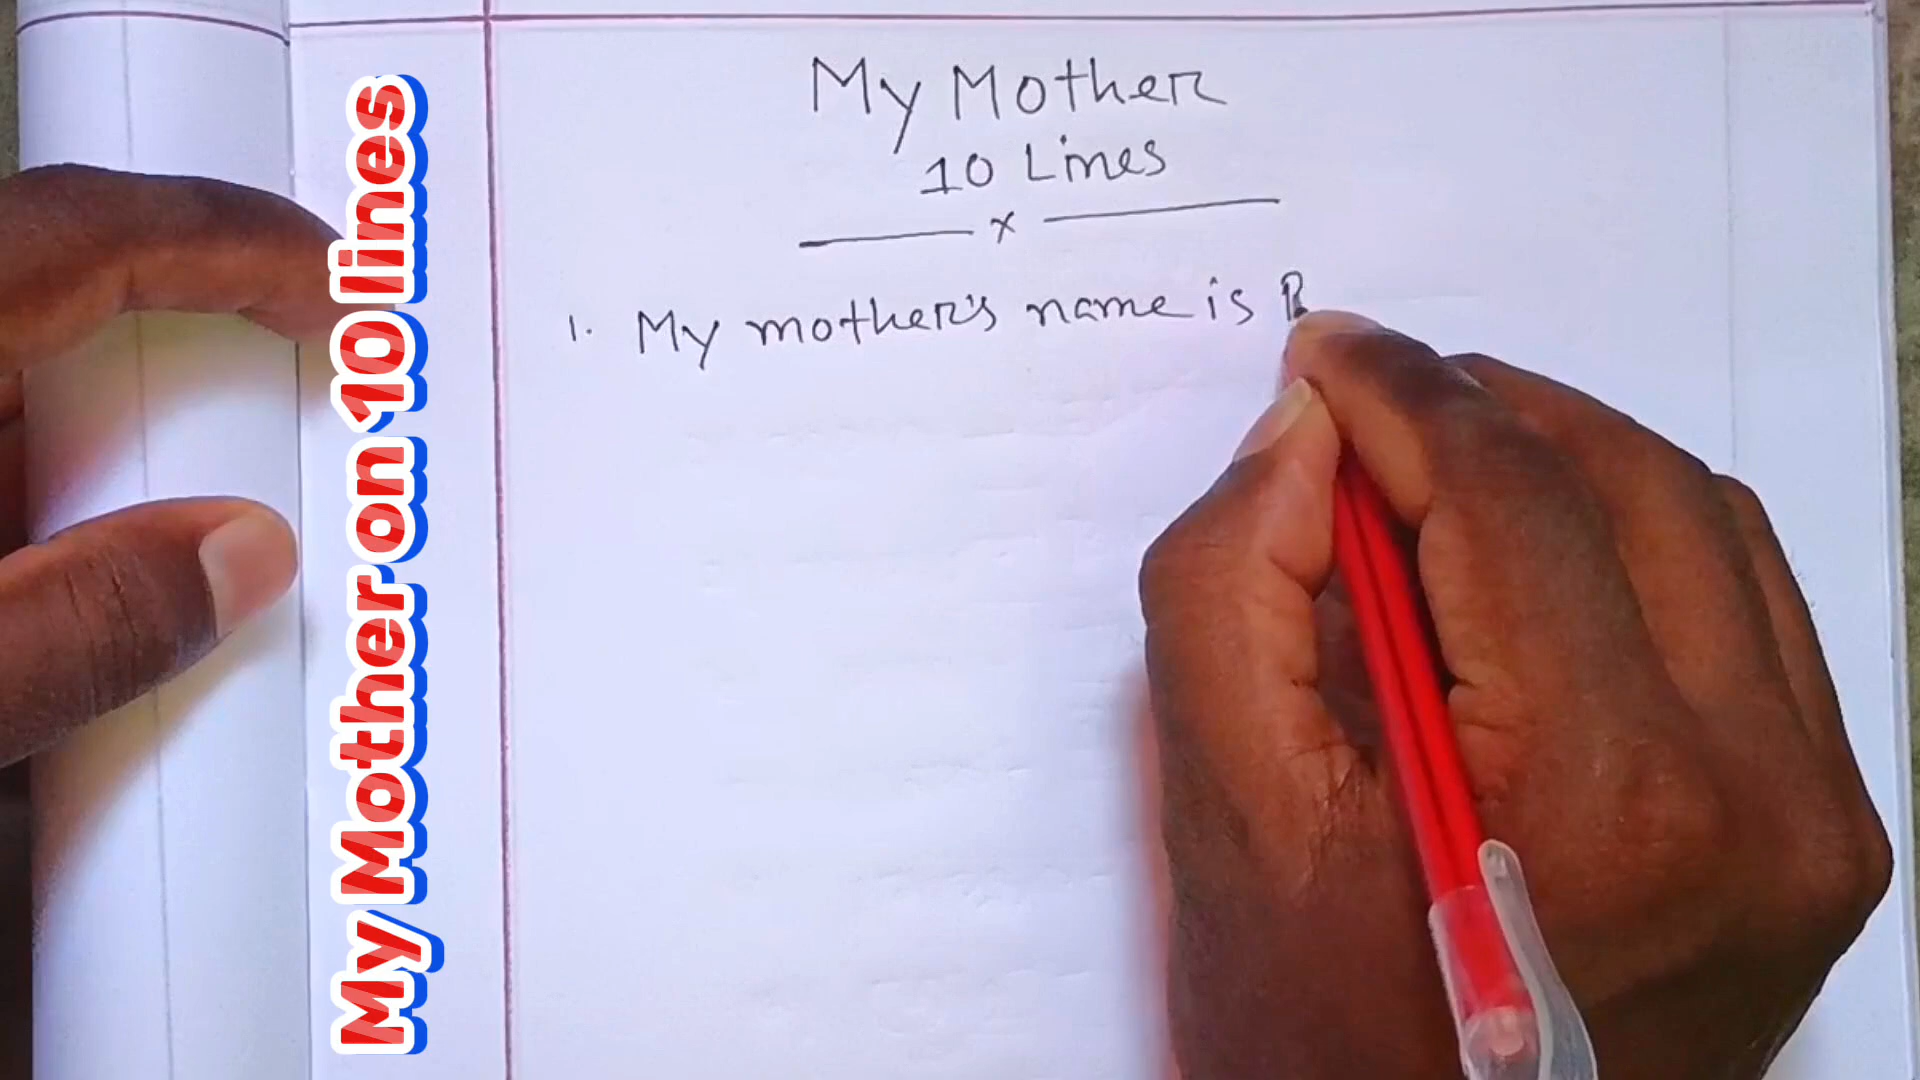 My Mother on 10 lines
My Mother
10 Lines
x
1. My mother's name is